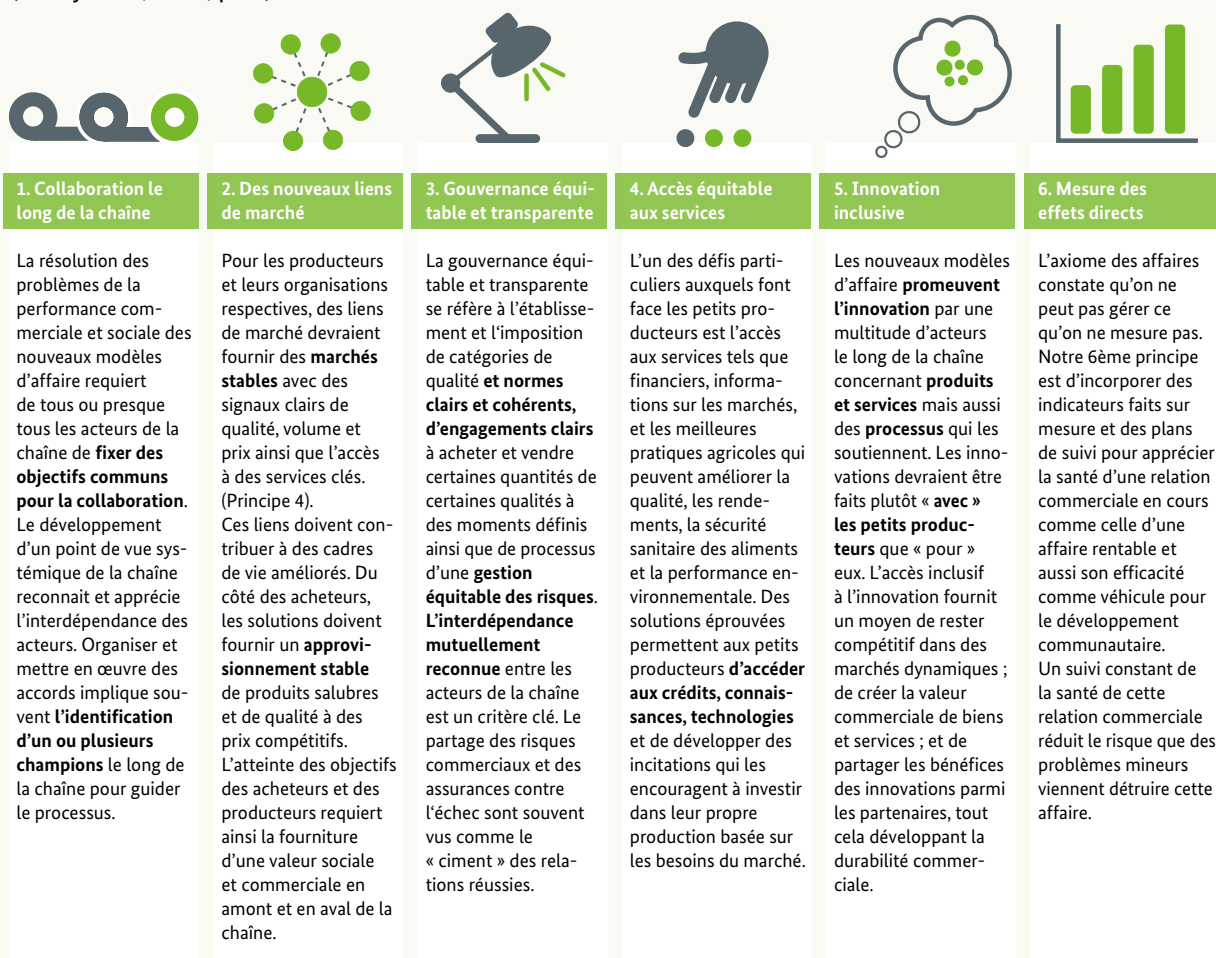 1. Collaboration le
long de la chaîne
La résolution des
problèmes de la
performance com-
merciale et sociale des
nouveaux modèles
d'affaire requiert
de tous ou presque
tous les acteurs de la
chaîne de fixer des
objectifs communs
pour la collaboration.
Le développement
d'un point de vue sys-
témique de la chaîne
reconnait et apprécie
l'interdépendance des
acteurs. Organiser et
mettre en œuvre des
accords implique sou-
vent l'identification
d'un ou plusieurs
champions le long de
la chaîne pour guider
le processus.
2. Des nouveaux liens
de marché
Pour les producteurs
et leurs organisations
respectives, des liens
de marché devraient
fournir des marchés
stables avec des
signaux clairs de
qualité, volume et
prix ainsi que l'accès
à des services clés.
(Principe 4).
Ces liens doivent con-
tribuer à des cadres
de vie améliorés. Du
côté des acheteurs,
les solutions doivent
fournir un approvi-
sionnement stable
de produits salubres
et de qualité à des
prix compétitifs.
L'atteinte des objectifs
des acheteurs et des
producteurs requiert
ainsi la fourniture
d'une valeur sociale
et commerciale en
amont et en aval de la
chaîne.
3. Gouvernance équi-
table et transparente
La gouvernance équi-
table et transparente
se réfère à l'établisse-
ment et l'imposition
de catégories de
qualité et normes
clairs et cohérents,
d'engagements clairs
à acheter et vendre
certaines quantités de
certaines qualités à
des moments définis
ainsi que de processus
d'une gestion
équitable des risques.
L'interdépendance
mutuellement
reconnue entre les
acteurs de la chaîne
est un critère clé. Le
partage des risques
commerciaux et des
assurances contre
l'échec sont souvent
vus comme le
« ciment » des rela-
tions réussies.
4. Accès équitable
aux services
L'un des défis parti-
culiers auxquels font
face les petits pro-
ducteurs est l'accès
aux services tels que
financiers, informa-
tions sur les marchés,
et les meilleures
pratiques agricoles qui
peuvent améliorer la
qualité, les rende-
ments, la sécurité
sanitaire des aliments
et la performance en-
vironnementale. Des
solutions éprouvées
permettent aux petits
producteurs d'accéder
aux crédits, connais-
sances, technologies
et de développer des
incitations qui les
encouragent à investir
dans leur propre
production basée sur
les besoins du marché.
5. Innovation
inclusive
Les nouveaux modèles
d'affaire promeuvent
l'innovation par une
multitude d'acteurs
le long de la chaîne
concernant produits
et services mais aussi
des processus qui les
soutiennent. Les inno-
vations devraient être
faits plutôt « avec »
les petits produc-
teurs que « pour »
eux. L'accès inclusif
à l'innovation fournit
un moyen de rester
compétitif dans des
marchés dynamiques ;
de créer la valeur
commerciale de biens
et services ; et de
partager les bénéfices
des innovations parmi
les partenaires, tout
cela développant la
durabilité commer-
ciale.
6. Mesure des
effets directs
L'axiome des affaires
constate qu'on ne
peut pas gérer ce
qu'on ne mesure pas.
Notre 6ème principe
est d'incorporer des
indicateurs faits sur
mesure et des plans
de suivi pour apprécier
la santé d'une relation
commerciale en cours
comme celle d'une
affaire rentable et
aussi son efficacité
comme véhicule pour
le développement
communautaire.
Un suivi constant de
la santé de cette
relation commerciale
réduit le risque que des
problèmes mineurs
viennent détruire cette
affaire.